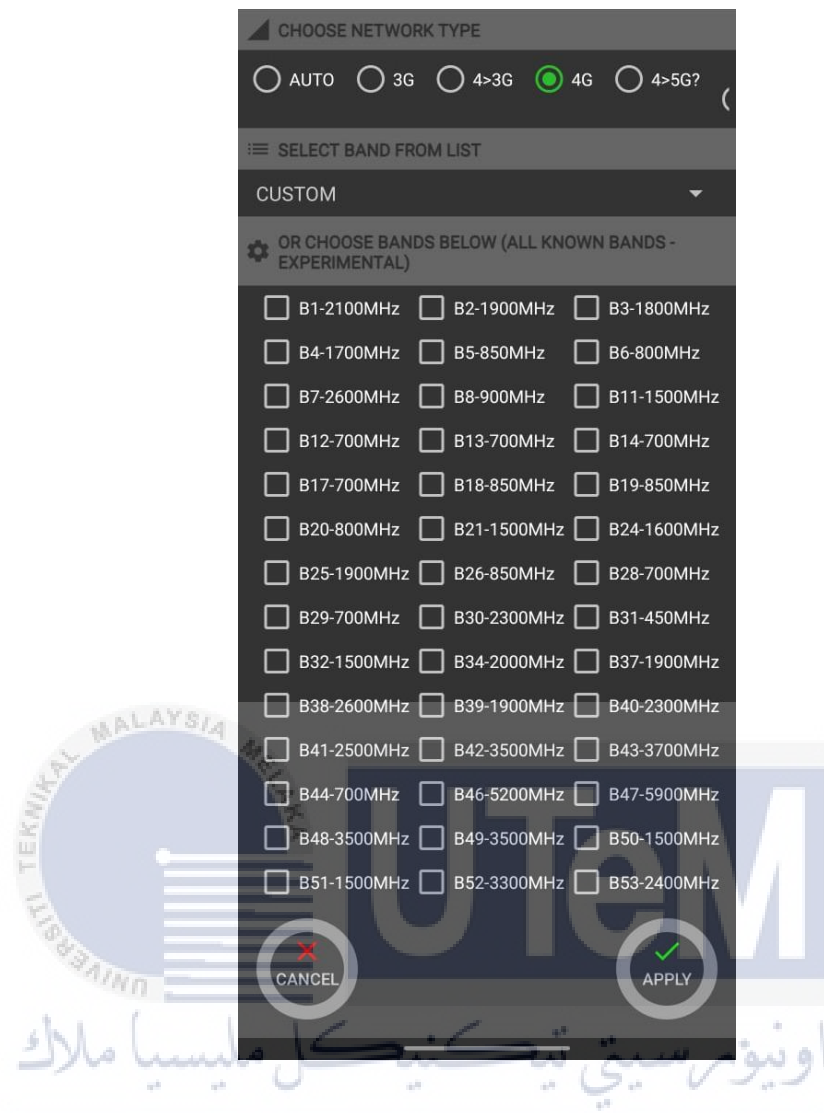 CHOOSE NETWORK TYPE
AUTO 3G 4>3G 4G 4>5G?
SELECT BAND FROM LIST
CUSTOM
OR CHOOSE BANDS BELOW (ALL KNOWN BANDS -
EXPERIMENTAL)
B1-2100MHz B2-1900MHz B3-1800MHz
B4-1700MHz B5-850MHz B6-800MHz
B7-2600MHz B8-900MHz B11-1500MHz
B12-700MHz B13-700MHz B14-700MHz
B17-700MHz B18-850MHz B19-850MHz
B20-800MHz B21-1500MHz B24-1600MHz
B25-1900MHz B26-850MHz B28-700MHz
B29-700MHz B30-2300MHz B31-450MHz
B32-1500MHz B34-2000MHz B37-1900MHz
B38-2600MHz B39-1900MHz B40-2300MHz
B41-2500MHz B42-3500MHz B43-3700MHz
B44-700MHz B46-5200MHz B47-5900MHz
B48-3500MHz B49-3500MHz B50-1500MHz
B51-1500MHz B52-3300MHz B53-2400MHz
CANCEL APPLY
UNIVERSITI TEKNIKAL MALAYSIA MELAKA
UTeM
اونيۏرسيتي تيكنيكل مليسيا ملاك